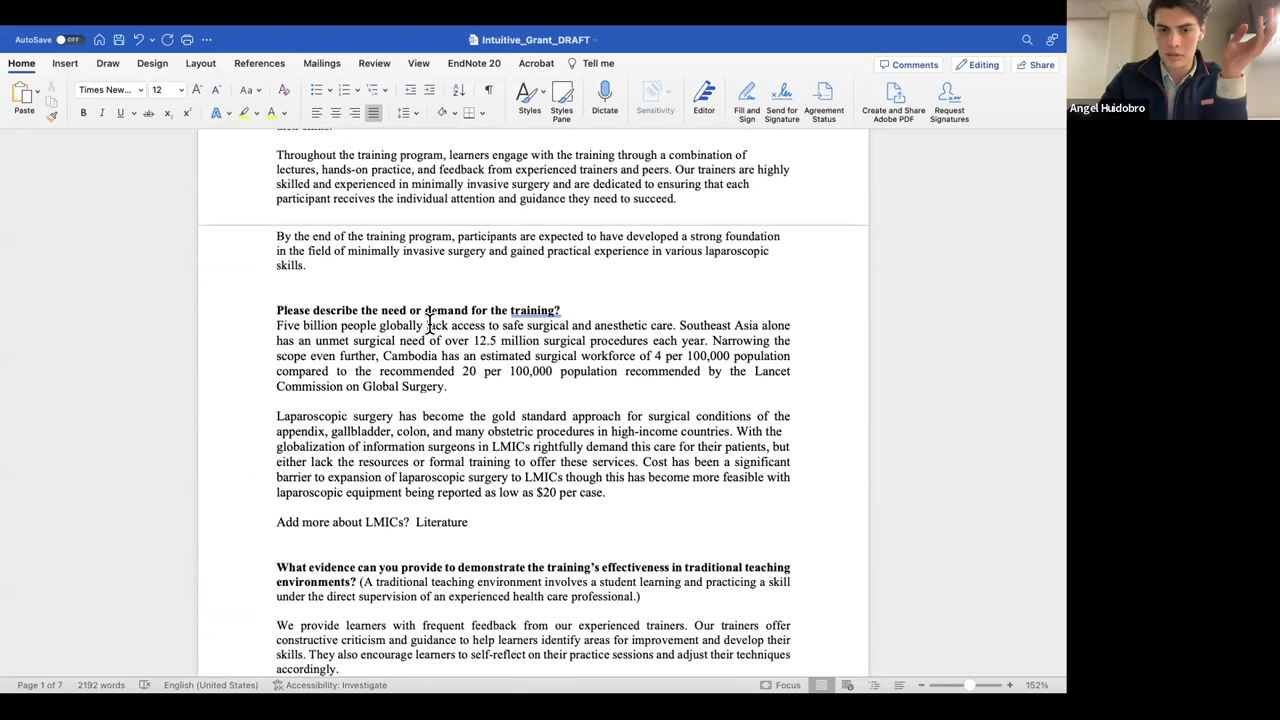 AutoSave OFF
Intuitive_Grant_DRAFT
Home Insert Draw Design Layout References Mailings Review View EndNote 20 Acrobat Tell me
Comments Editing Share
Paste
Times New... 12
Styles
Styles Pane
Dictate
Sensitivity
Editor
Fill and Sign
Send for Signature
Agreement Status
Create and Share Adobe PDF
Request Signatures
Angel Huidobro
their skills.
Throughout the training program, learners engage with the training through a combination of
lectures, hands-on practice, and feedback from experienced trainers and peers. Our trainers are highly
skilled and experienced in minimally invasive surgery and are dedicated to ensuring that each
participant receives the individual attention and guidance they need to succeed.
By the end of the training program, participants are expected to have developed a strong foundation
in the field of minimally invasive surgery and gained practical experience in various laparoscopic
skills.
Please describe the need or demand for the training?
Five billion people globally lack access to safe surgical and anesthetic care. Southeast Asia alone
has an unmet surgical need of over 12.5 million surgical procedures each year. Narrowing the
scope even further, Cambodia has an estimated surgical workforce of 4 per 100,000 population
compared to the recommended 20 per 100,000 population recommended by the Lancet
Commission on Global Surgery.
Laparoscopic surgery has become the gold standard approach for surgical conditions of the
appendix, gallbladder, colon, and many obstetric procedures in high-income countries. With the
globalization of information surgeons in LMICs rightfully demand this care for their patients, but
either lack the resources or formal training to offer these services. Cost has been a significant
barrier to expansion of laparoscopic surgery to LMICs though this has become more feasible with
laparoscopic equipment being reported as low as $20 per case.
Add more about LMICs? Literature
What evidence can you provide to demonstrate the training's effectiveness in traditional teaching
environments? (A traditional teaching environment involves a student learning and practicing a skill
under the direct supervision of an experienced health care professional.)
We provide learners with frequent feedback from our experienced trainers. Our trainers offer
constructive criticism and guidance to help learners identify areas for improvement and develop their
skills. They also encourage learners to self-reflect on their practice sessions and adjust their techniques
accordingly.
Page 1 of 7 2192 words English (United States) Accessibility: Investigate Focus 152%